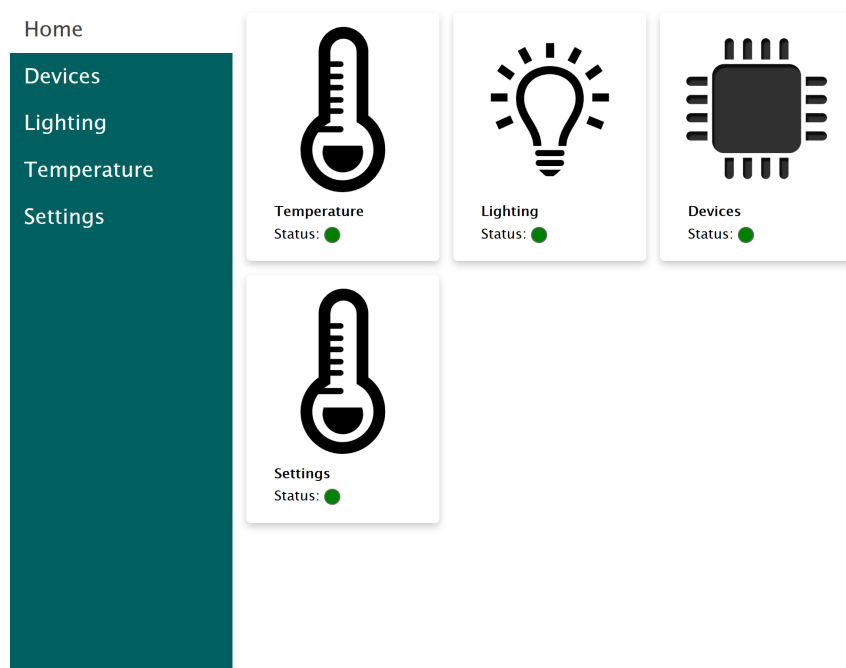 Home
Devices
Lighting
Temperature
Settings
Temperature
Status:
Lighting
Status:
Devices
Status:
Settings
Status: